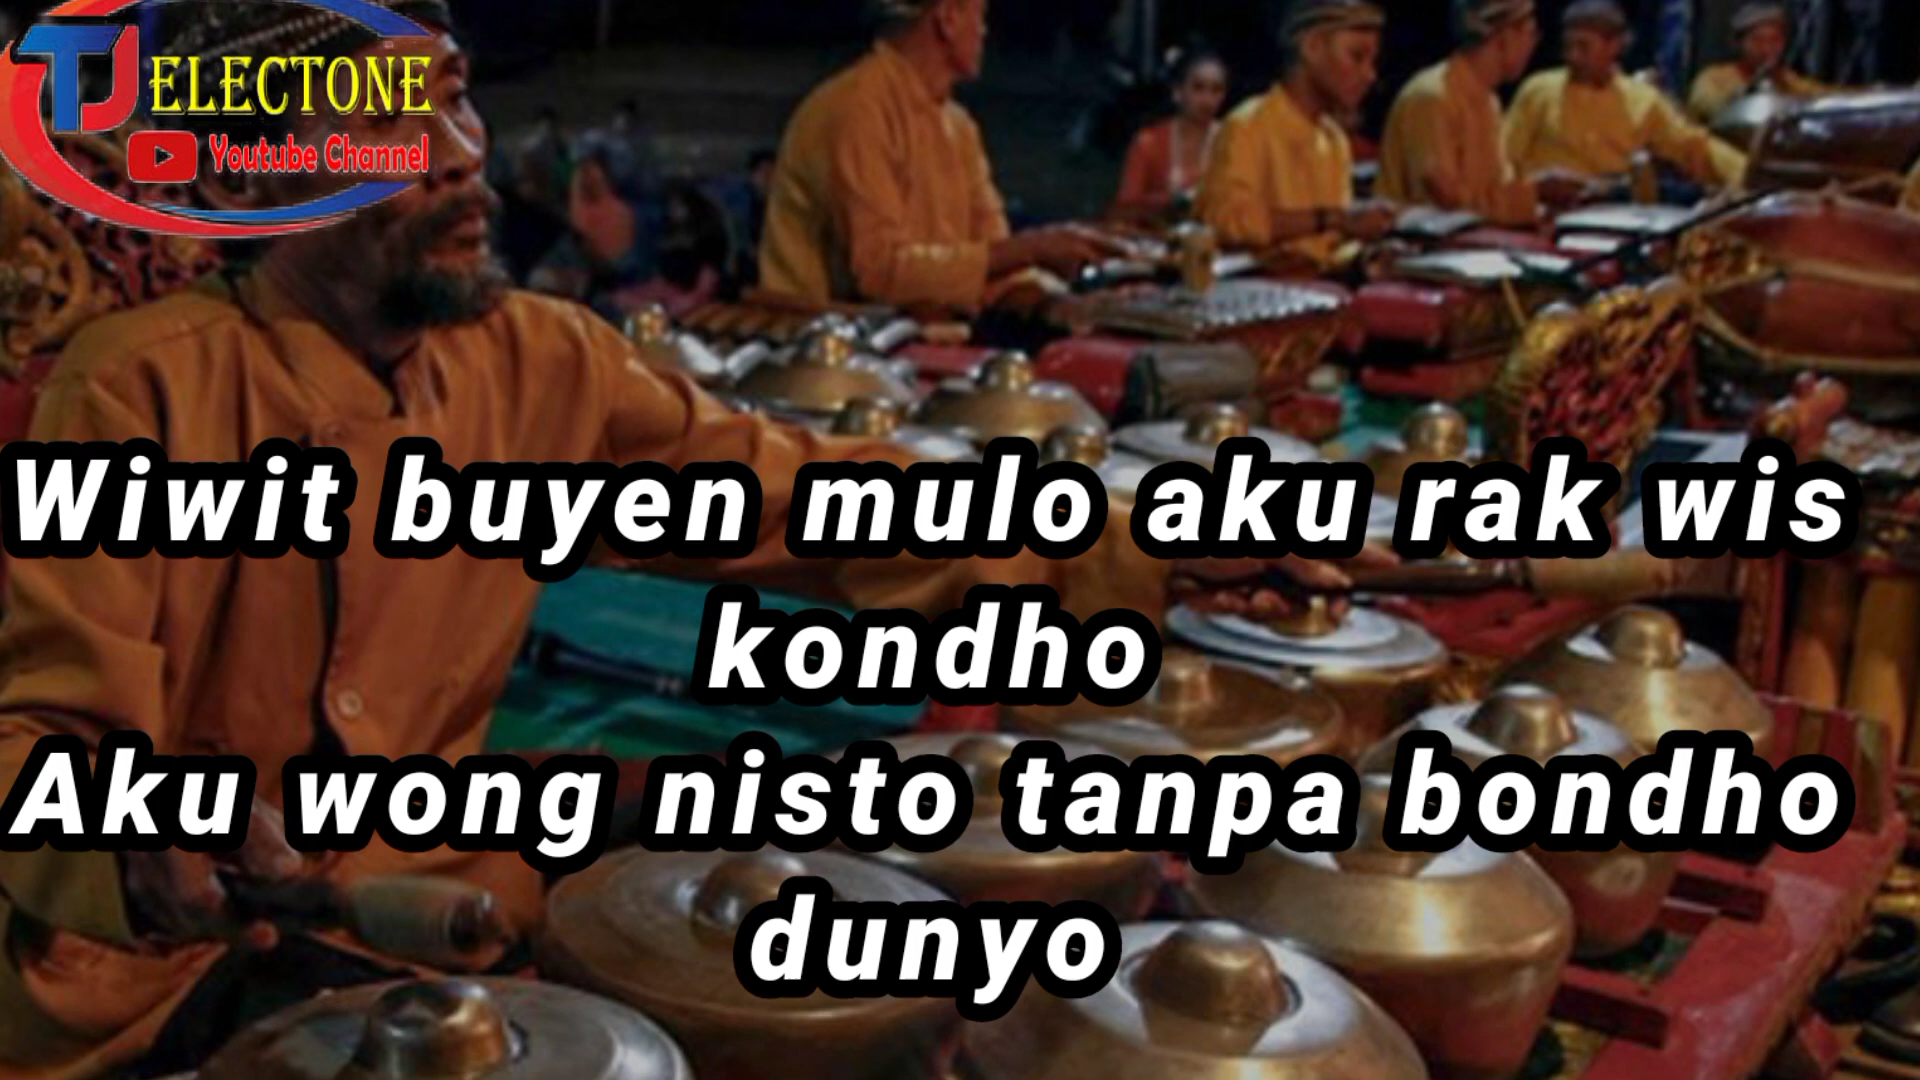 TJ ELECTONE
Youtube Channel
Wiwit buyen mulo aku rak wis
kondho
Aku wong nisto tanpa bondho
dunyo